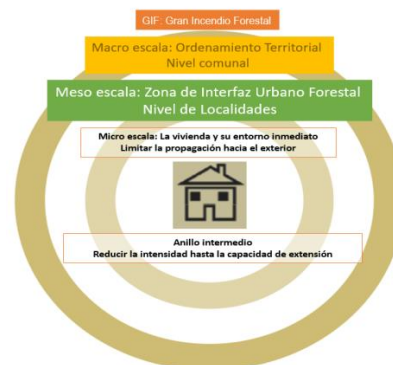 GIF: Gran Incendio Forestal
Macro escala: Ordenamiento Territorial
Nivel comunal
Meso escala: Zona de Interfaz Urbano Forestal
Nivel de Localidades
Micro escala: La vivienda y su entorno inmediato
Limitar la propagación hacia el exterior
Anillo intermedio
Reducir la intensidad hasta la capacidad de extensión